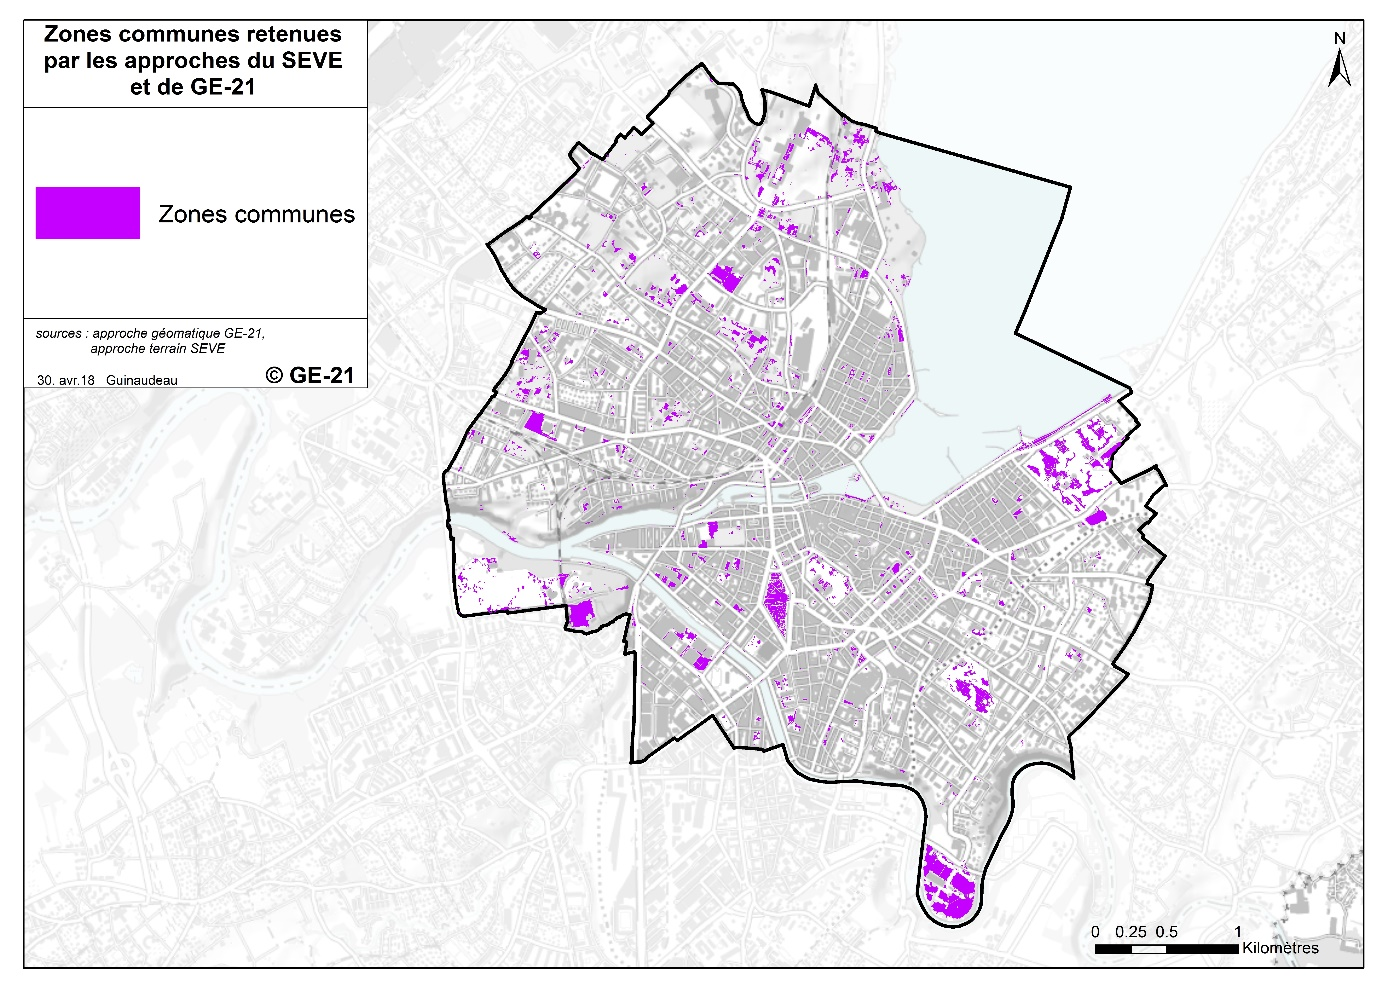 Zones communes retenues
par les approches du SEVE
et de GE-21
Zones communes
sources : approche géomatique GE-21,
approche terrain SEVE
30. avr.18 Guinaudeau © GE-21
N
0 0.25 0.5 1
Kilomètres